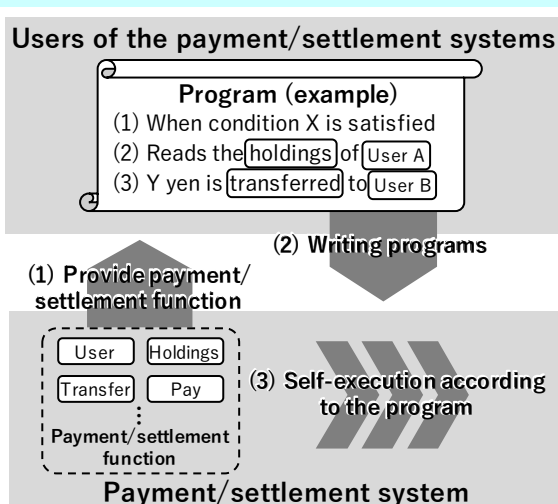 Users of the payment/settlement systems
Program (example)
(1) When condition X is satisfied
(2) Reads the holdings of User A
(3) Y yen is transferred to User B
(2) Writing programs
(1) Provide payment/
settlement function
User Holdings
Transfer Pay
⋮
Payment/settlement
function
(3) Self-execution according
to the program
Payment/settlement system